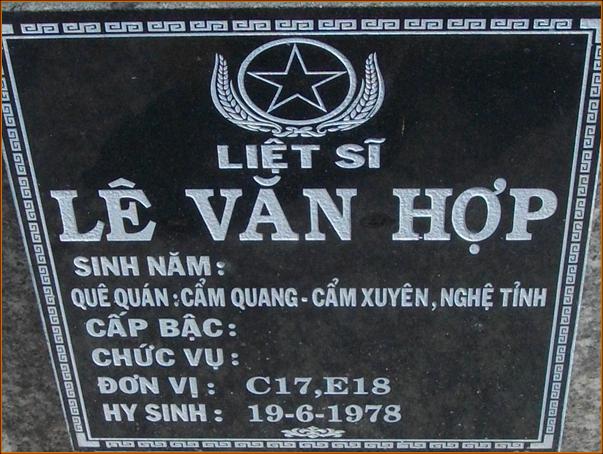 LIỆT SĨ
LÊ VĂN HỢP
SINH NĂM :
QUÊ QUÁN : CẨM QUANG - CẨM XUYÊN , NGHỆ TỈNH
CẤP BẬC :
CHỨC VỤ :
ĐƠN VỊ : C17,E18
HY SINH : 19-6-1978